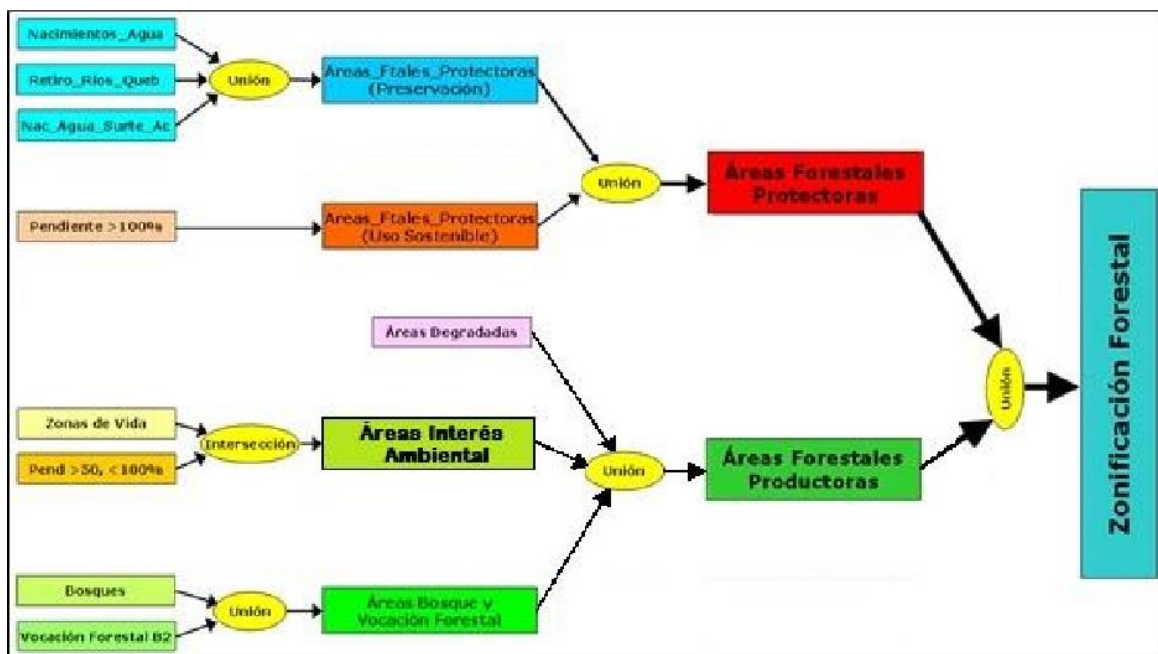 Nacimientos_Agua
Retiro_Rios_Queb
Nac_Agua_Surte_Ac
Unión
Áreas_Ftales_Protectoras
(Preservación)
Pendiente >100%
Áreas_Ftales_Protectoras
(Uso Sostenible)
Unión
Áreas Forestales
Protectoras
Áreas Degradadas
Zonas de Vida
Pend >50, <100%
Intersección
Áreas Interés
Ambiental
Unión
Áreas Forestales
Productoras
Bosques
Vocación Forestal B2
Unión
Áreas Bosque y
Vocación Forestal
Unión
Zonificación Forestal